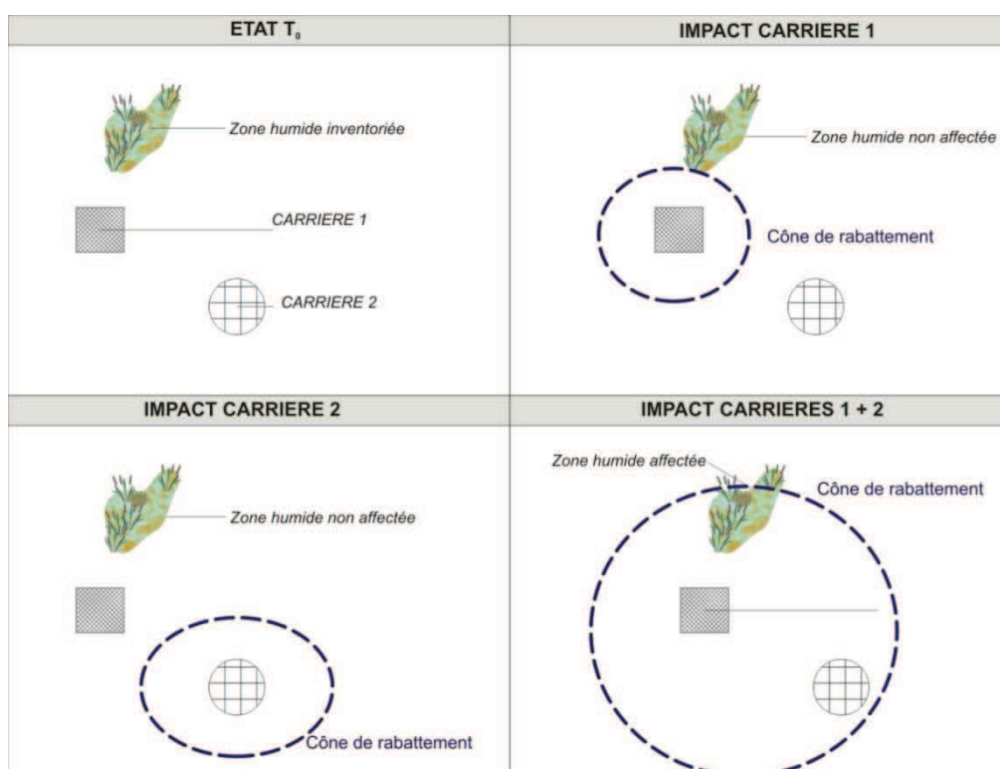 ETAT T₀
Zone humide inventoriée
CARRIERE 1
CARRIERE 2
IMPACT CARRIERE 1
Zone humide non affectée
Cône de rabattement
IMPACT CARRIERE 2
Zone humide non affectée
Cône de rabattement
IMPACT CARRIERES 1 + 2
Zone humide affectée
Cône de rabattement